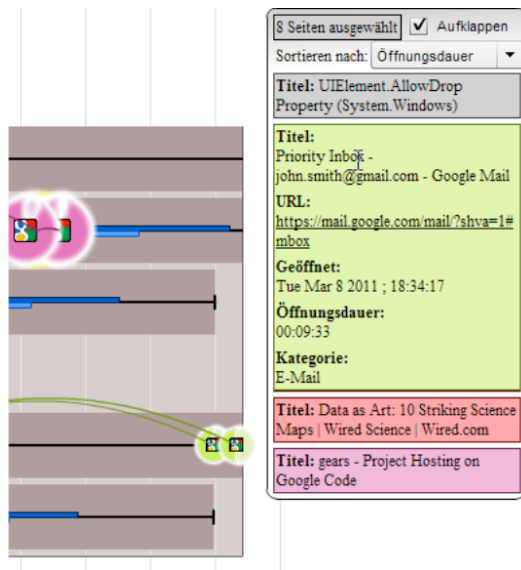 8 Seiten ausgewählt Aufklappen
Sortieren nach: Öffnungsdauer
Titel: UIElement.AllowDrop
Property (System.Windows)
Titel:
Priority Inbox -
john.smith@gmail.com - Google Mail
URL:
https://mail.google.com/mail/?shva=1#
mbox
Geöffnet:
Tue Mar 8 2011 ; 18:34:17
Öffnungsdauer:
00:09:33
Kategorie:
E-Mail
Titel: Data as Art: 10 Striking Science
Maps | Wired Science | Wired.com
Titel: gears - Project Hosting on
Google Code